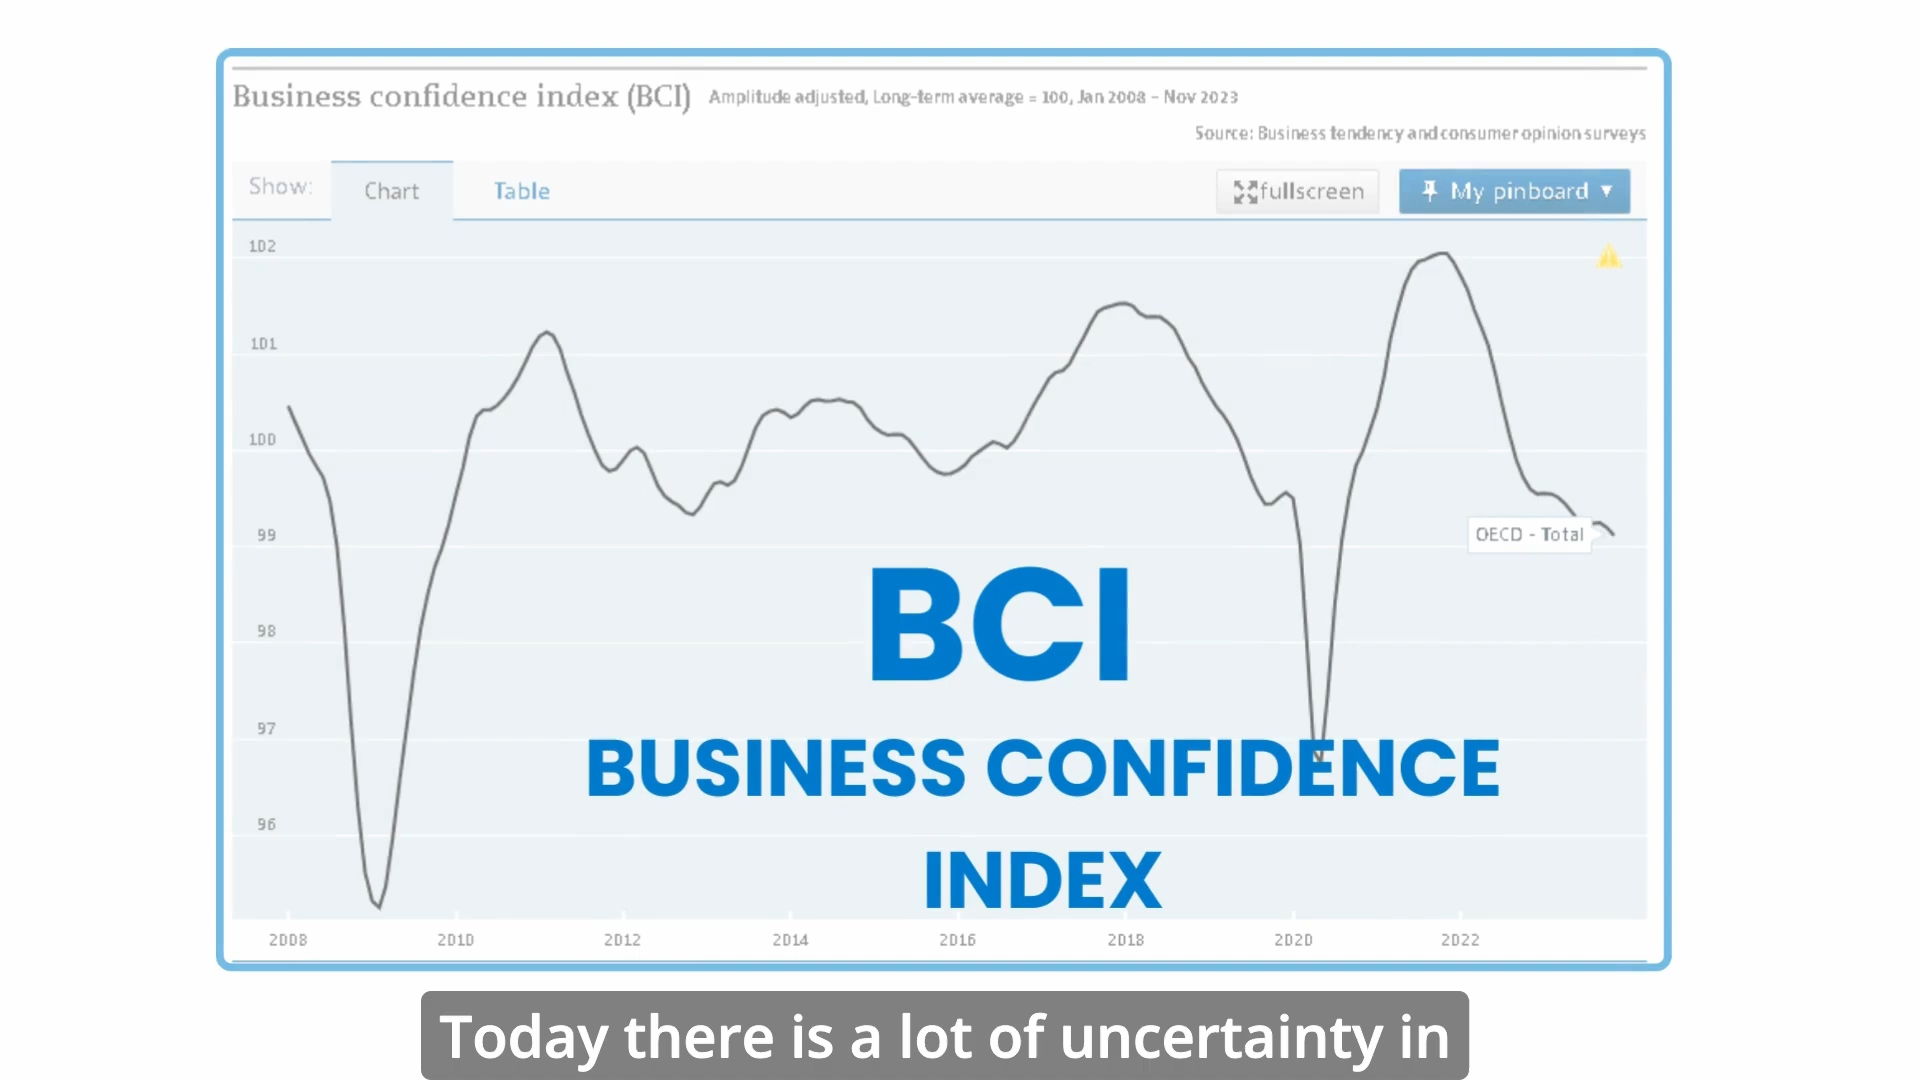 Business confidence index (BCI) Amplitude adjusted, Long-term average = 100, Jan 2008 – Nov 2023
Source: Business tendency and consumer opinion surveys
Show: Chart Table fullscreen My pinboard ▼
102
101
100
99
OECD - Total
98
97
96
BCI
BUSINESS CONFIDENCE
INDEX
2008 2010 2012 2014 2016 2018 2020 2022
Today there is a lot of uncertainty in